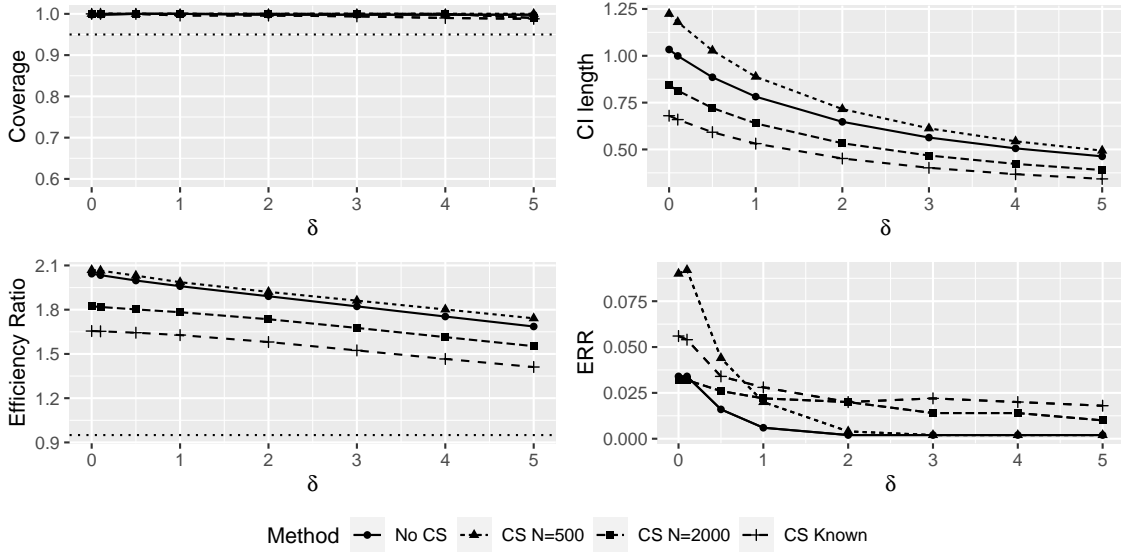 1.0
0.9
0.8
0.7
0.6
Coverage
0 1 2 3 4 5
δ
1.25
1.00
0.75
0.50
CI length
0 1 2 3 4 5
δ
2.1
1.8
1.5
1.2
0.9
Efficiency Ratio
0 1 2 3 4 5
δ
0.075
0.050
0.025
0.000
ERR
0 1 2 3 4 5
δ
Method No CS CS N=500 CS N=2000 CS Known